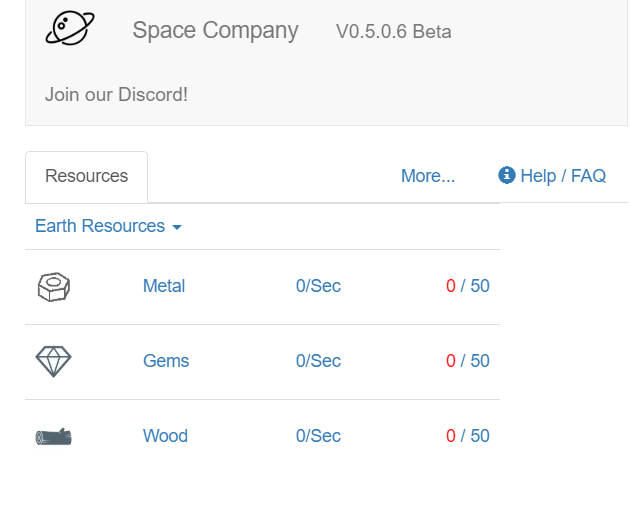 Space Company V0.5.0.6 Beta
Join our Discord!
Resources More... Help / FAQ
Earth Resources
Metal 0/Sec 0 / 50
Gems 0/Sec 0 / 50
Wood 0/Sec 0 / 50